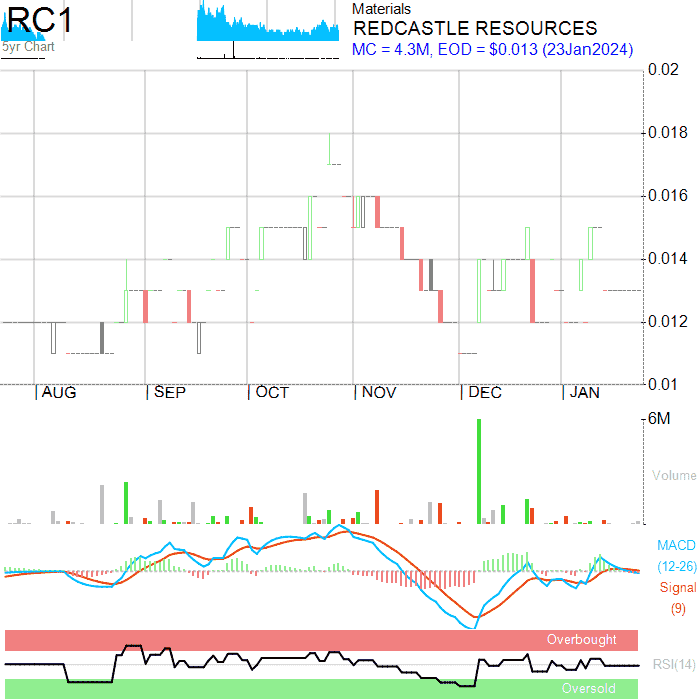 RC1
5yr Chart
Materials
REDCASTLE RESOURCES
MC = 4.3M, EOD = $0.013 (23Jan2024)
0.02
0.018
0.016
0.014
0.012
0.01
AUG SEP OCT NOV DEC JAN
6M
Volume
MACD
(12-26)
Signal
(9)
Overbought
RSI(14)
Oversold